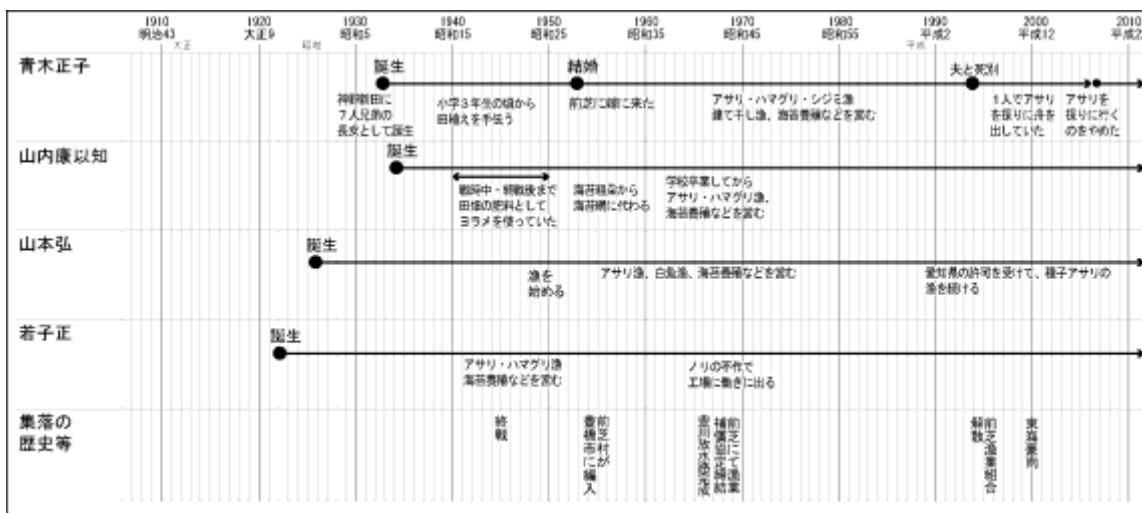 1910 1920 1930 1940 1950 1960 1970 1980 1990 2000 2010
明治43 大正9 昭和5 昭和15 昭和25 昭和35 昭和45 昭和55 平成2 平成12 平成2
大正 昭和 平成
青木正子
誕生 結婚 夫と死別
神野新田に
7人兄弟の
長女として誕生
小学3年生の頃から
田植えを手伝う
前芝に嫁に来た
アサリ・ハマグリ・シジミ漁
建て干し漁、海苔養殖などを営む
1人でアサリ
を採りに舟を
出していた
アサリを
採りに行く
のをやめた
山内康以知
誕生
戦時中・終戦後まで
田畑の肥料として
ヨラメを使っていた
海苔粗朶から
海苔網に代わる
学校卒業してから
アサリ・ハマグリ漁、
海苔養殖などを営む
山本弘
誕生
漁を
始める
アサリ漁、白魚漁、海苔養殖などを営む
愛知県の許可を受けて、種子アサリの
漁を続ける
若子正
誕生
アサリ・ハマグリ漁
海苔養殖などを営む
ノリの不作で
工場に働きに出る
集落の
歴史等
終戦
前芝村が
豊橋市に編入
豊川放水路完成
前芝にて漁業
補償協定締結
前芝漁業組合
解散
東海豪雨